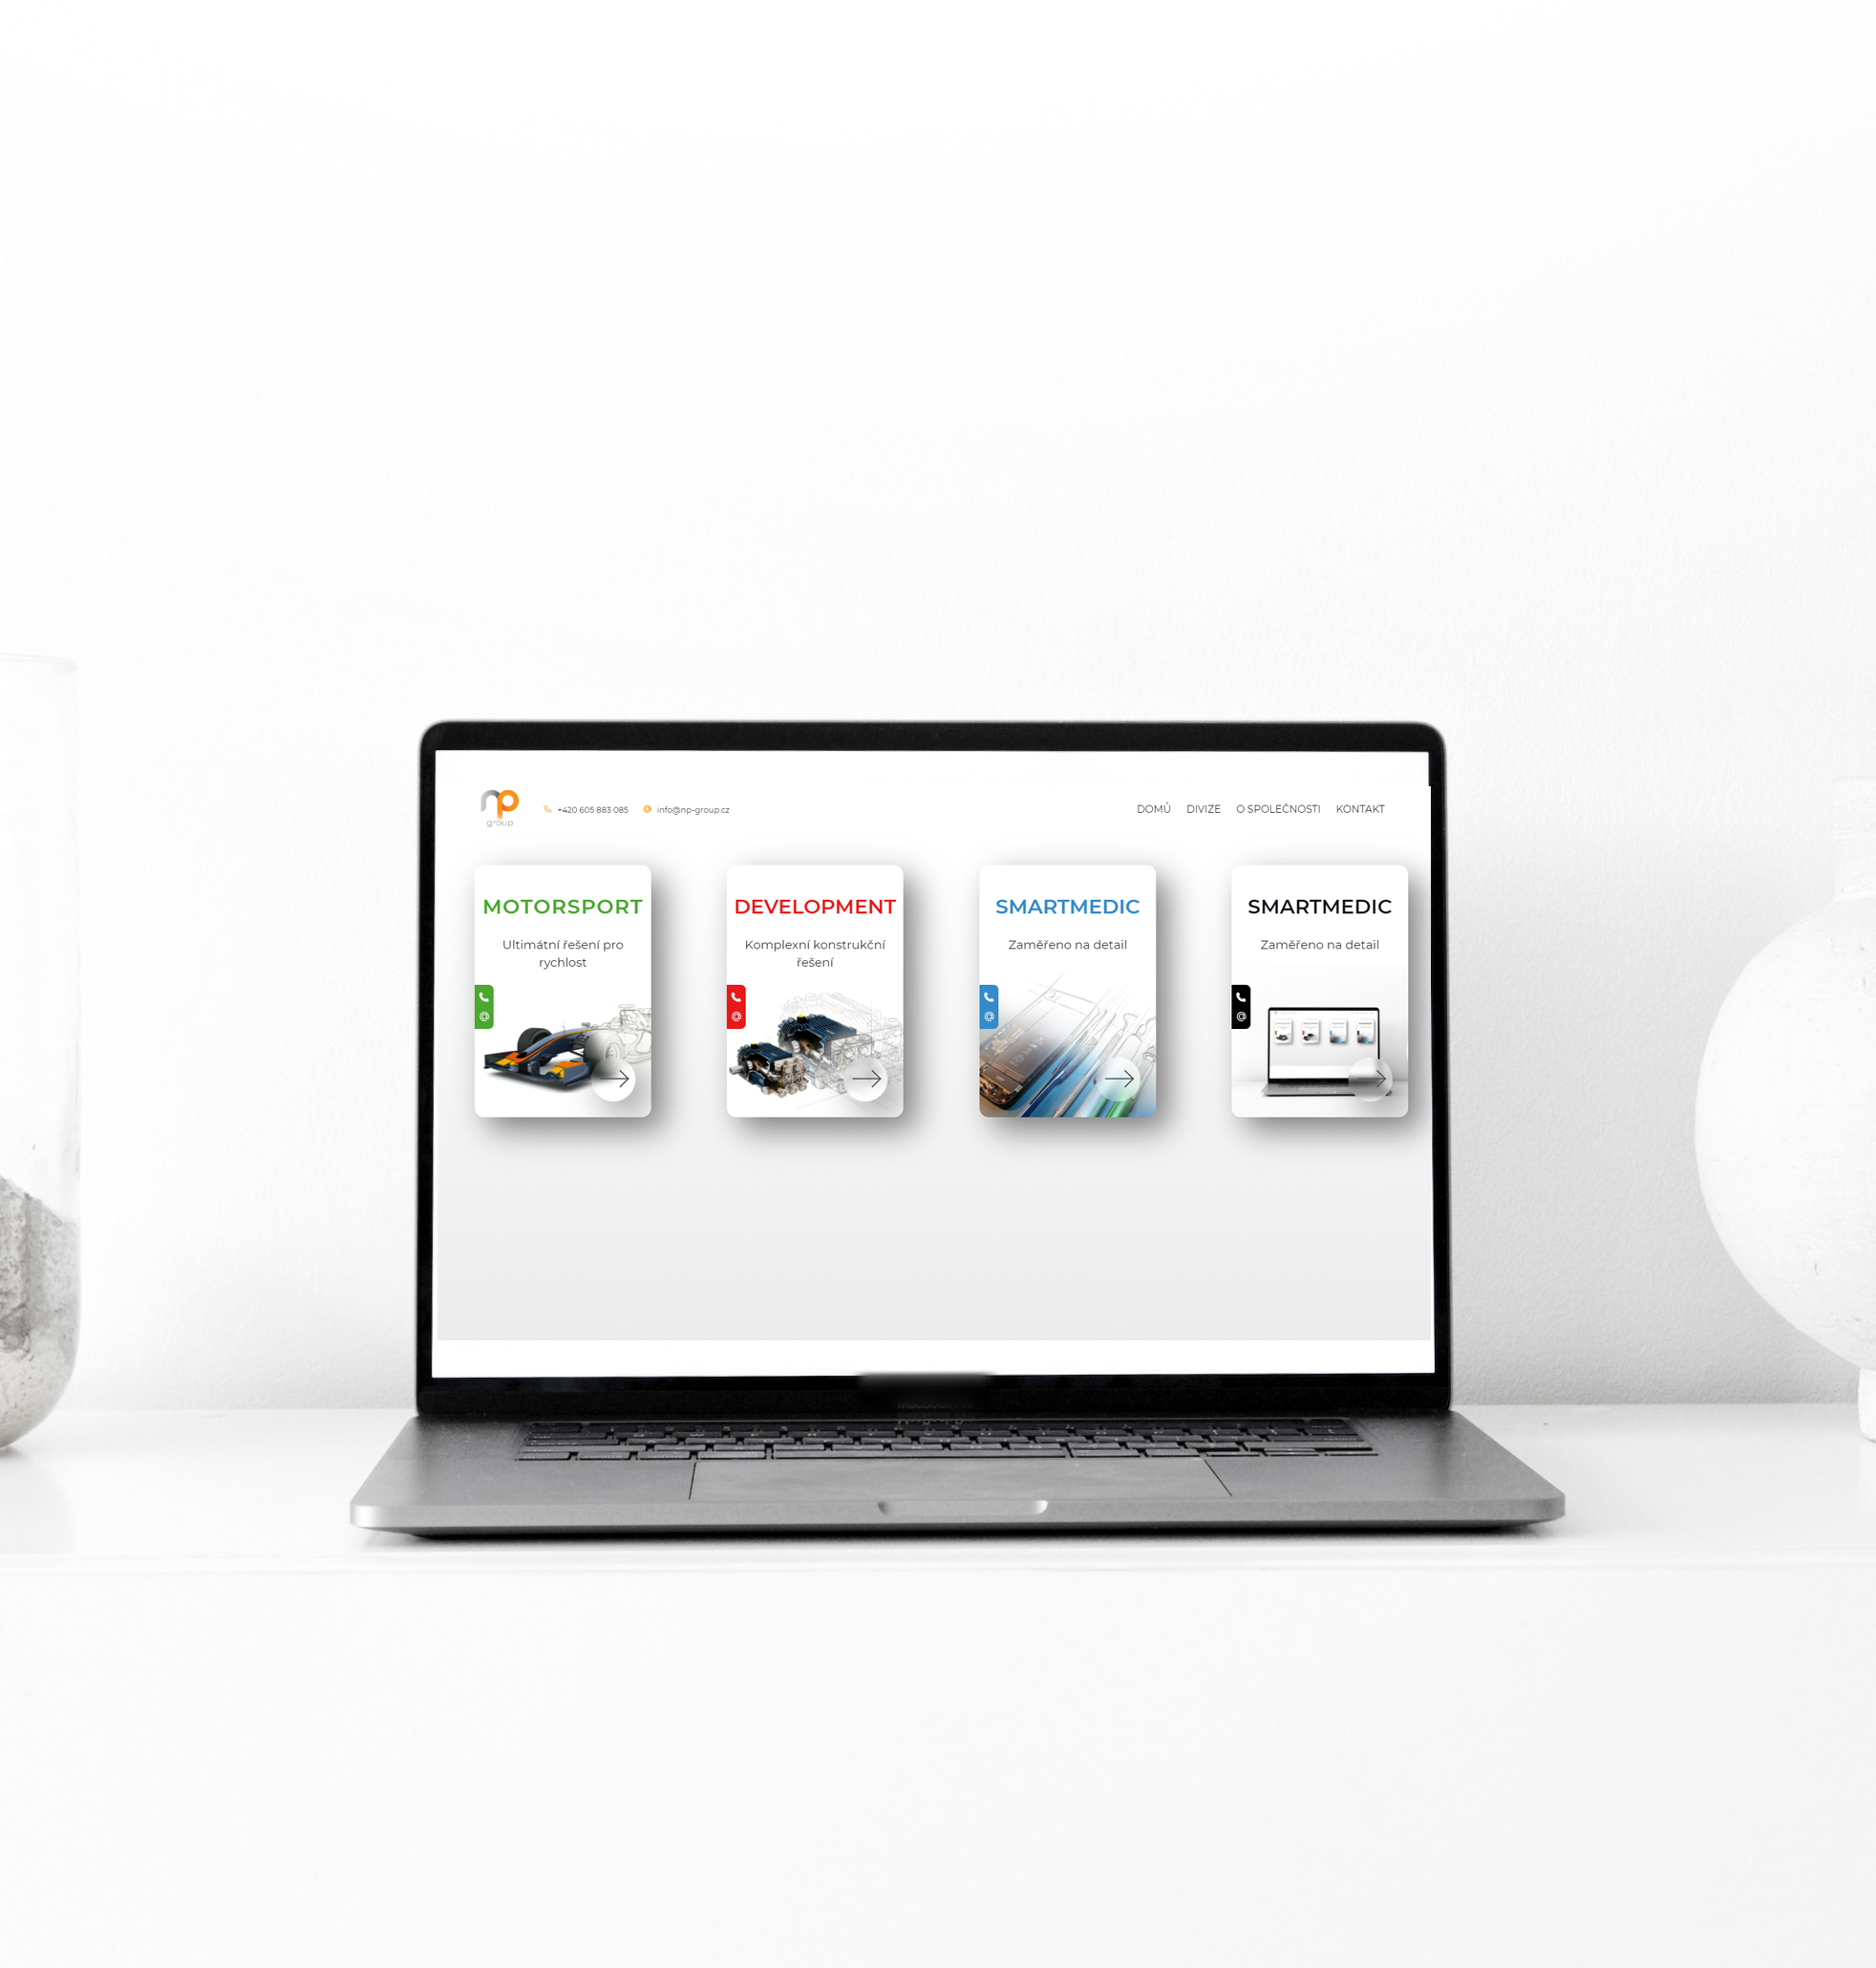 np
group
+420 605 883 085 info@np-group.cz
DOMŮ DIVIZE O SPOLEČNOSTI KONTAKT
MOTORSPORT
Ultimátní řešení pro
rychlost
@
DEVELOPMENT
Komplexní konstrukční
řešení
@
SMARTMEDIC
Zaměřeno na detail
@
SMARTMEDIC
Zaměřeno na detail
@